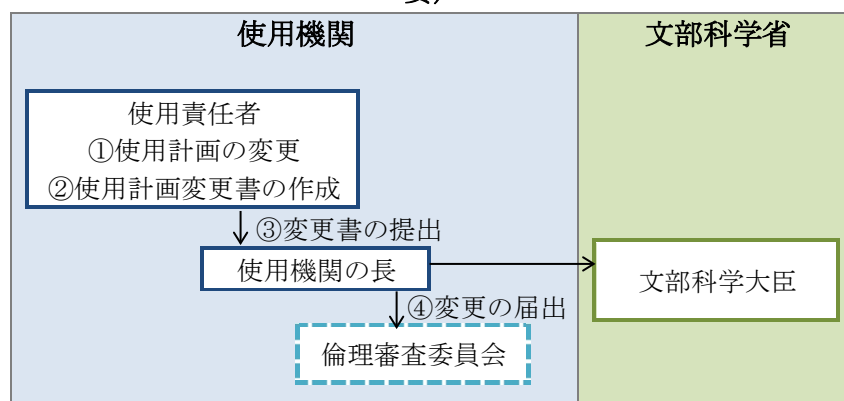 使用機関
文部科学省
使用責任者
①使用計画の変更
②使用計画変更書の作成
③変更書の提出
使用機関の長
文部科学大臣
④変更の届出
倫理審査委員会